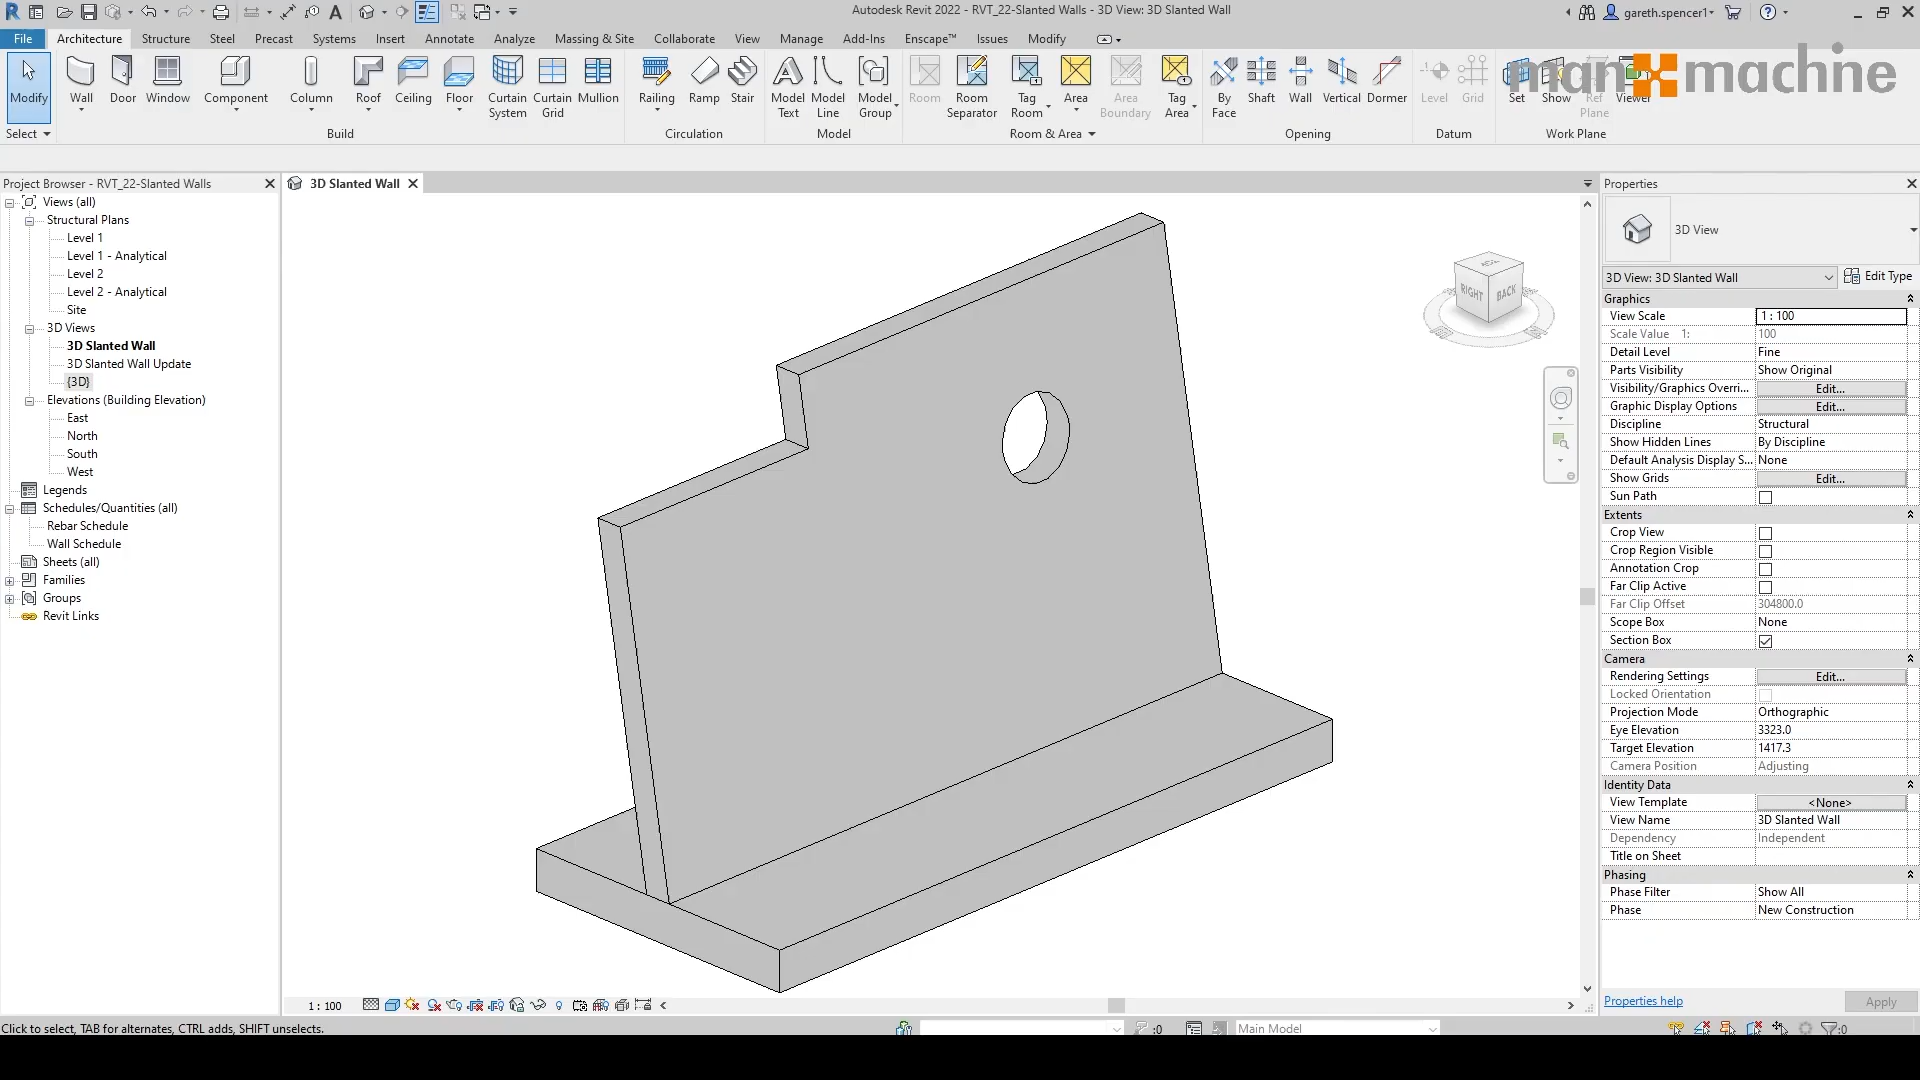 Autodesk Revit 2022 - RVT_22-Slanted Walls - 3D View: 3D Slanted Wall
gareth.spencer1
File Architecture Structure Steel Precast Systems Insert Annotate Analyze Massing & Site Collaborate View Manage Add-Ins Enscape™ Issues Modify
man machine
Modify Wall Door Window Component Column Roof Ceiling Floor Curtain System Curtain Grid Mullion Railing Ramp Stair Model Text Model Line Model Group Room Room Separator Tag Room Area Area Boundary Tag Area By Face Shaft Wall Vertical Dormer Level Grid Set Show Ref Plane Viewer
Select Build Circulation Model Room & Area Opening Datum Work Plane
Project Browser - RVT_22-Slanted Walls
Views (all)
Structural Plans
Level 1
Level 1 - Analytical
Level 2
Level 2 - Analytical
Site
3D Views
3D Slanted Wall
3D Slanted Wall Update
{3D}
Elevations (Building Elevation)
East
North
South
West
Legends
Schedules/Quantities (all)
Rebar Schedule
Wall Schedule
Sheets (all)
Families
Groups
Revit Links
3D Slanted Wall
RIGHT BACK
Properties
3D View
3D View: 3D Slanted Wall Edit Type
Graphics
View Scale 1 : 100
Scale Value 1: 100
Detail Level Fine
Parts Visibility Show Original
Visibility/Graphics Overri... Edit...
Graphic Display Options Edit...
Discipline Structural
Show Hidden Lines By Discipline
Default Analysis Display S... None
Show Grids Edit...
Sun Path
Extents
Crop View
Crop Region Visible
Annotation Crop
Far Clip Active
Far Clip Offset 304800.0
Scope Box None
Section Box
Camera
Rendering Settings Edit...
Locked Orientation
Projection Mode Orthographic
Eye Elevation 3323.0
Target Elevation 1417.3
Camera Position Adjusting
Identity Data
View Template <None>
View Name 3D Slanted Wall
Dependency Independent
Title on Sheet
Phasing
Phase Filter Show All
Phase New Construction
Properties help Apply
1 : 100
Click to select, TAB for alternates, CTRL adds, SHIFT unselects.
:0
Main Model
:0